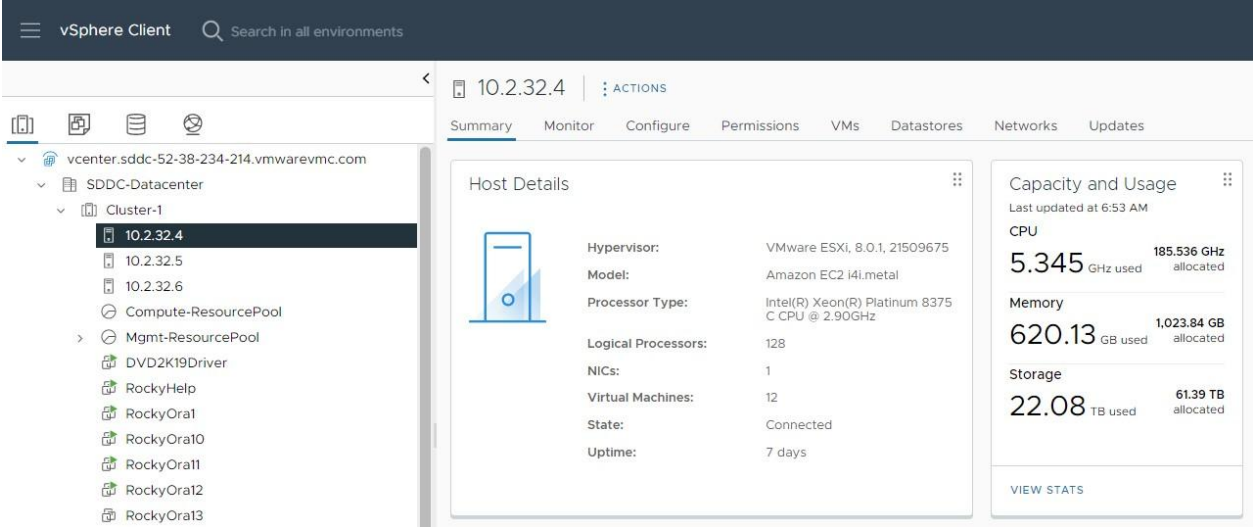 vSphere Client
Search in all environments
vcenter.sddc-52-38-234-214.vmwarevmc.com
SDDC-Datacenter
Cluster-1
10.2.32.4
10.2.32.5
10.2.32.6
Compute-ResourcePool
Mgmt-ResourcePool
DVD2K19Driver
RockyHelp
RockyOra1
RockyOra10
RockyOra11
RockyOra12
RockyOra13
10.2.32.4
ACTIONS
Summary Monitor Configure Permissions VMs Datastores Networks Updates
Host Details
Hypervisor: VMware ESXi, 8.0.1, 21509675
Model: Amazon EC2 i4i.metal
Processor Type: Intel(R) Xeon(R) Platinum 8375
C CPU @ 2.90GHz
Logical Processors: 128
NICs: 1
Virtual Machines: 12
State: Connected
Uptime: 7 days
Capacity and Usage
Last updated at 6:53 AM
CPU
5.345 GHz used 185.536 GHz
allocated
Memory
620.13 GB used 1,023.84 GB
allocated
Storage
22.08 TB used 61.39 TB
allocated
VIEW STATS